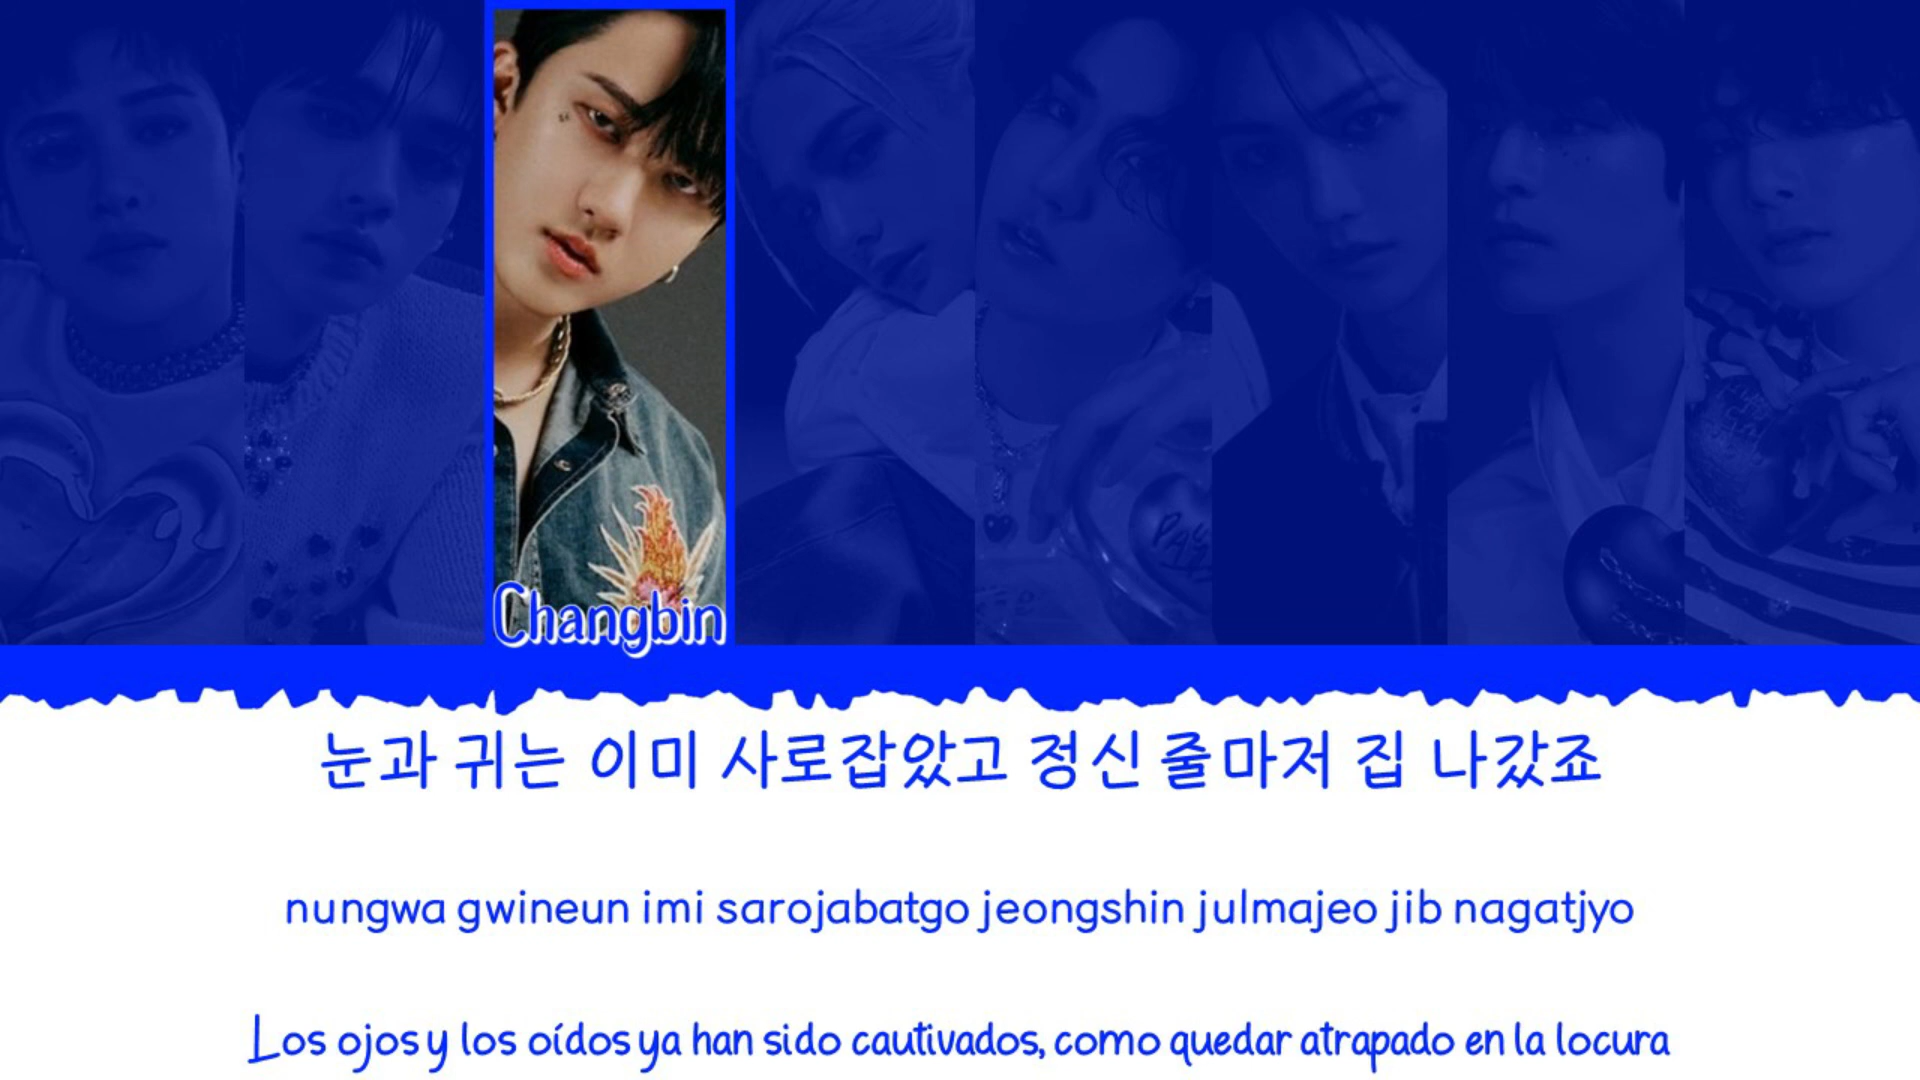 Changbin
눈과 귀는 이미 사로잡았고 정신 줄마저 집 나갔죠
nungwa gwineun imi sarojabatgo jeongshin julmajeo jib nagatjyo
Los ojos y los oídos ya han sido cautivados, como quedar atrapado en la locura